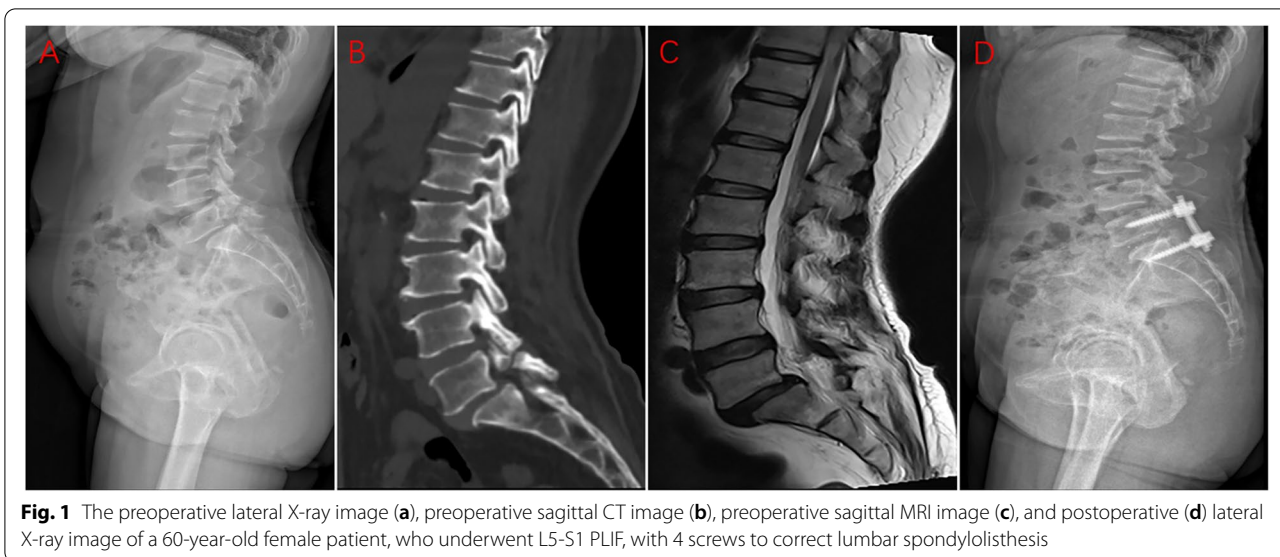 A B C D
Fig. 1 The preoperative lateral X-ray image (a), preoperative sagittal CT image (b), preoperative sagittal MRI image (c), and postoperative (d) lateral
X-ray image of a 60-year-old female patient, who underwent L5-S1 PLIF, with 4 screws to correct lumbar spondylolisthesis